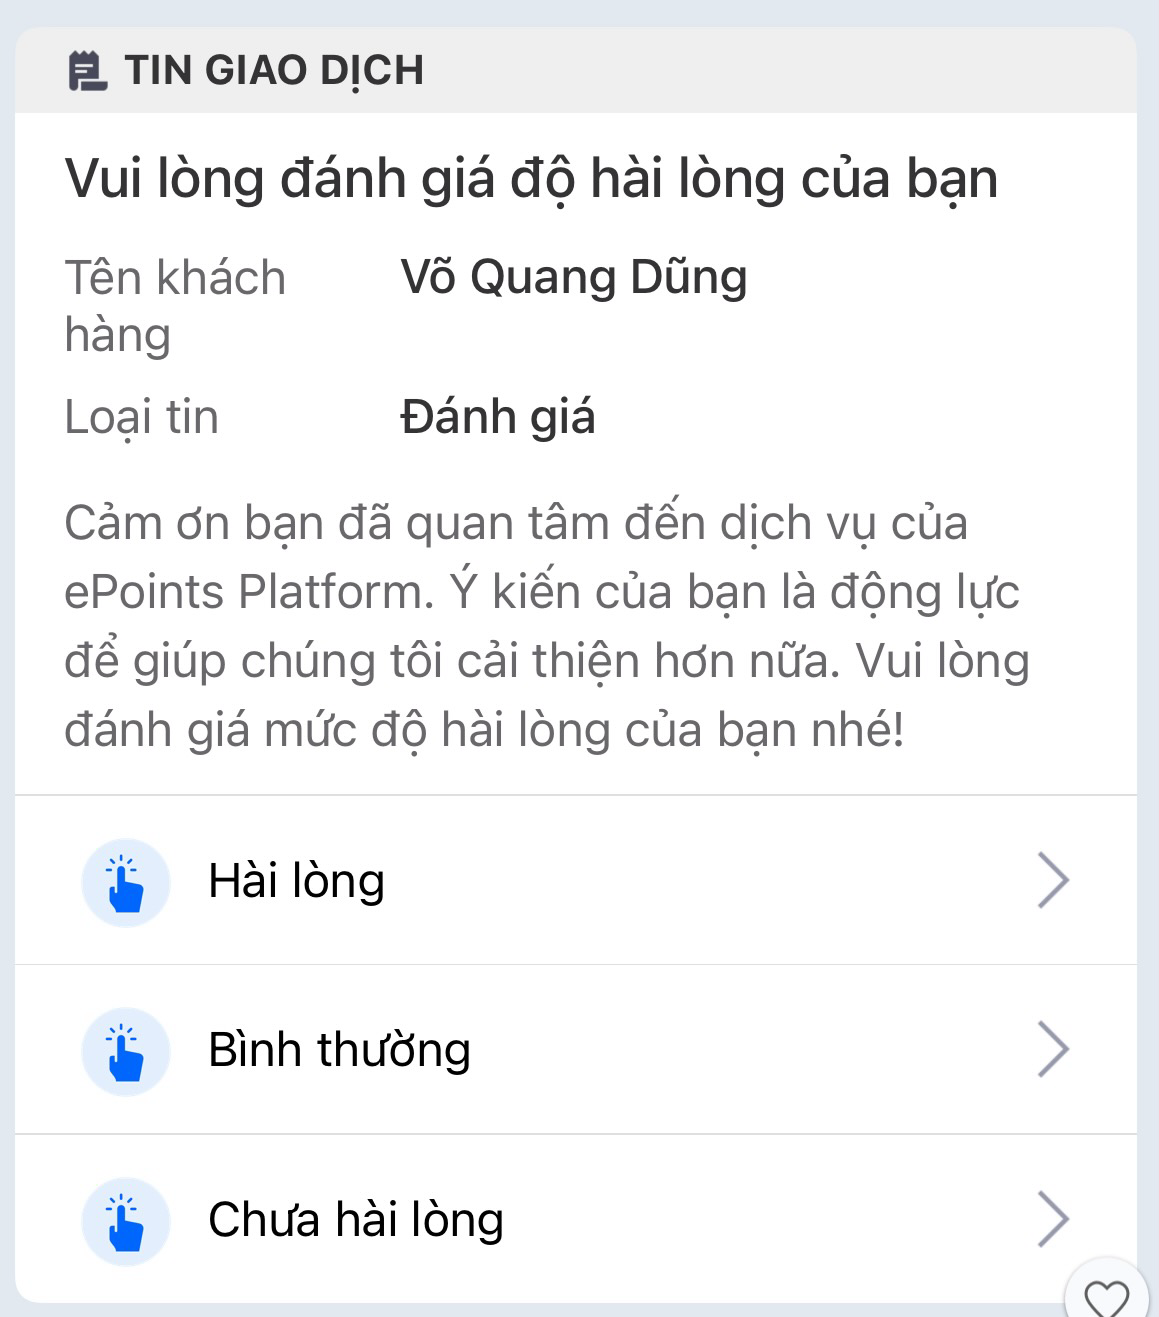 TIN GIAO DỊCH
Vui lòng đánh giá độ hài lòng của bạn
Tên khách hàng
Võ Quang Dũng
Loại tin
Đánh giá
Cảm ơn bạn đã quan tâm đến dịch vụ của
ePoints Platform. Ý kiến của bạn là động lực
để giúp chúng tôi cải thiện hơn nữa. Vui lòng
đánh giá mức độ hài lòng của bạn nhé!
Hài lòng
Bình thường
Chưa hài lòng